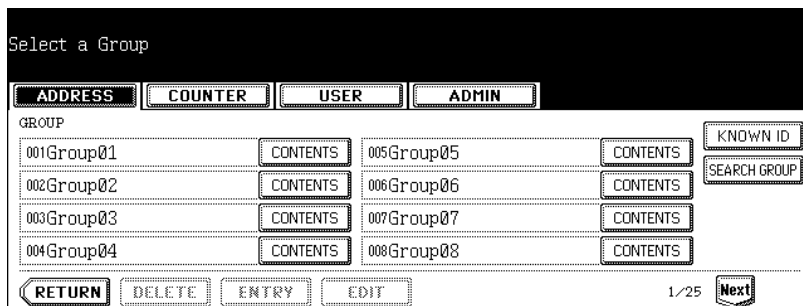 Select a Group
ADDRESS COUNTER USER ADMIN
GROUP
KNOWN ID
001Group01 CONTENTS 005Group05 CONTENTS
SEARCH GROUP
002Group02 CONTENTS 006Group06 CONTENTS
003Group03 CONTENTS 007Group07 CONTENTS
004Group04 CONTENTS 008Group08 CONTENTS
RETURN DELETE ENTRY EDIT 1/25 Next